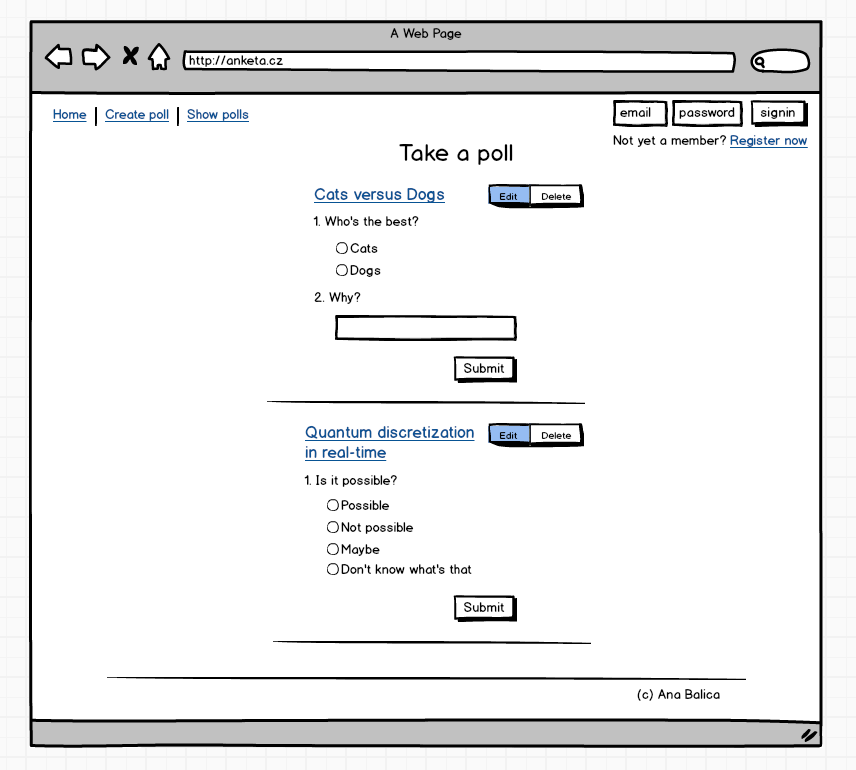 A Web Page
http://anketa.cz
Home Create poll Show polls
email password signin
Not yet a member? Register now
Take a poll
Cats versus Dogs
Edit Delete
1. Who's the best?
Cats
Dogs
2. Why?
Submit
Quantum discretization
in real-time
Edit Delete
1. Is it possible?
Possible
Not possible
Maybe
Don't know what's that
Submit
(c) Ana Balica